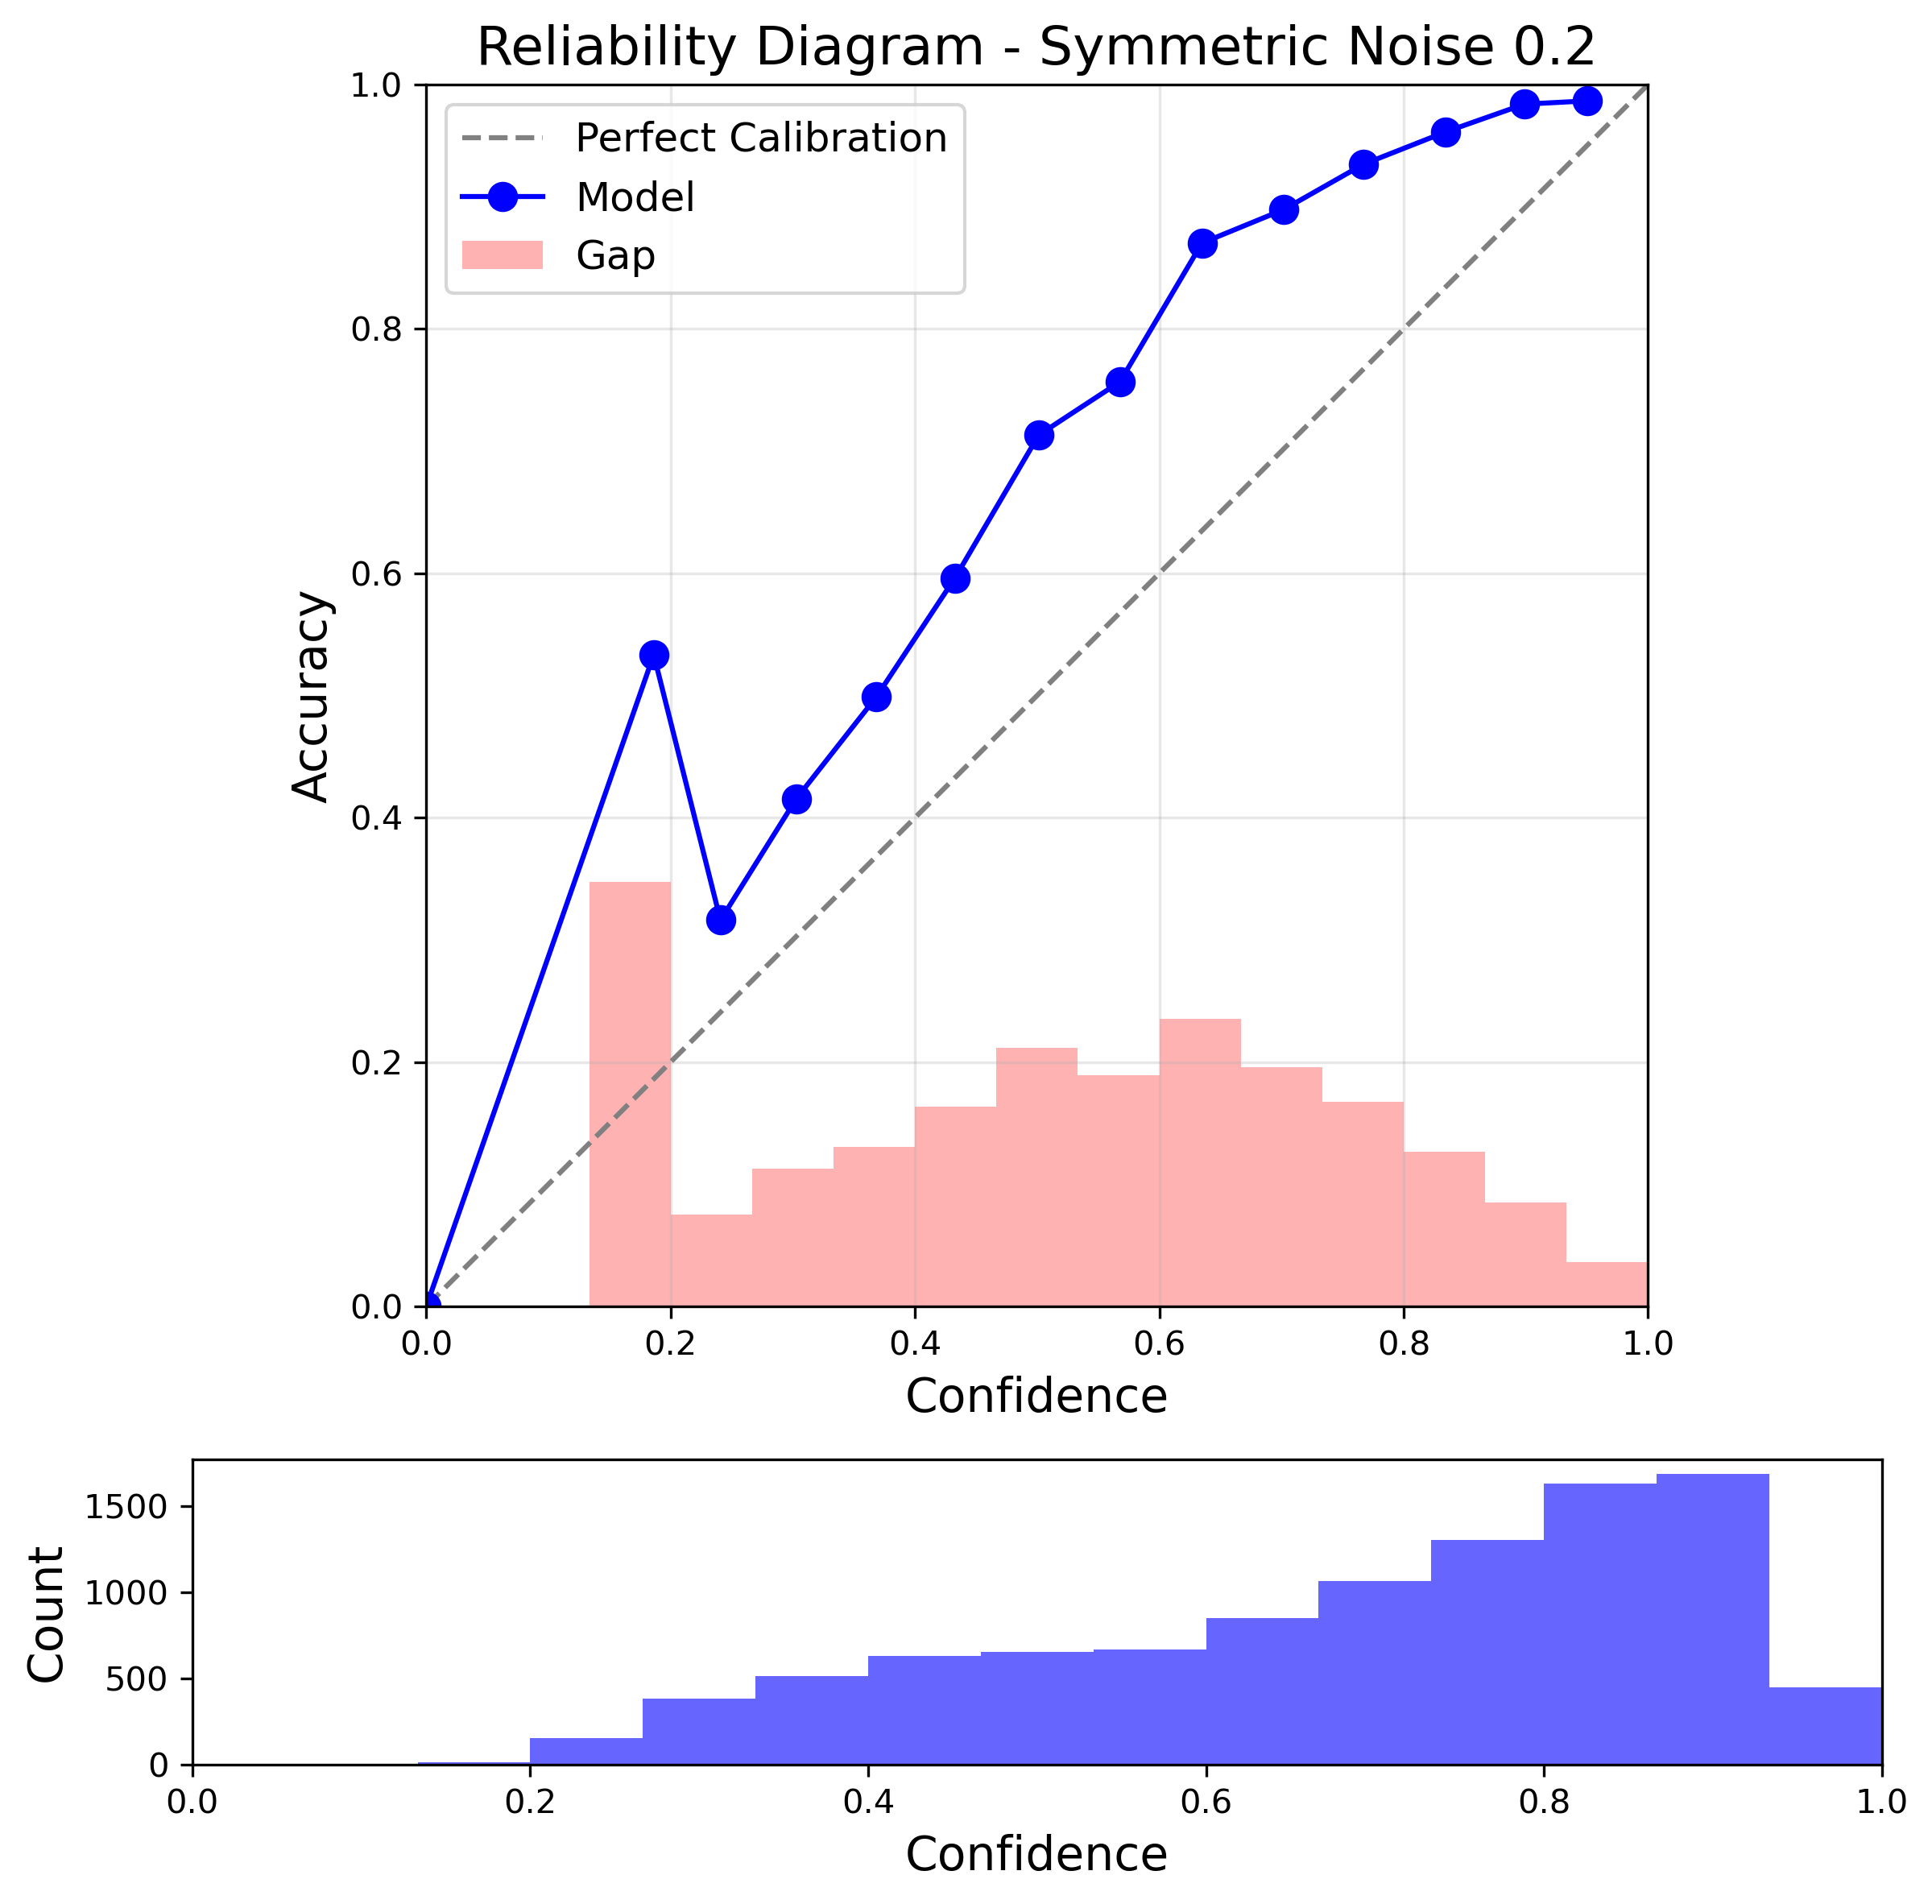 Reliability Diagram - Symmetric Noise 0.2
1.0
Perfect Calibration
Model
Gap
0.8
0.6
Accuracy
0.4
0.2
0.0
0.0 0.2 0.4 0.6 0.8 1.0
Confidence
1500
1000
Count
500
0
0.0 0.2 0.4 0.6 0.8 1.0
Confidence